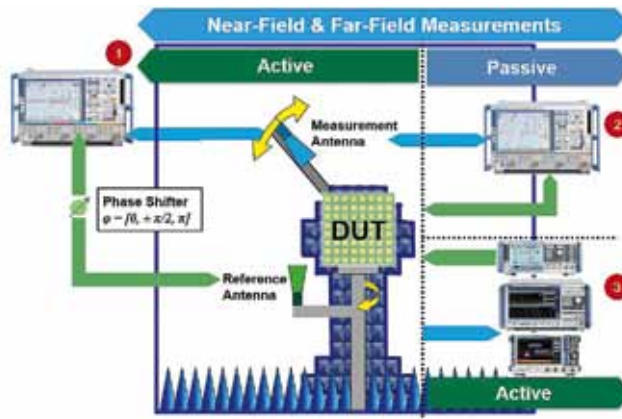 Near-Field & Far-Field Measurements
1
Active
Passive
Measurement
Antenna
2
Phase Shifter
φ = [0, + π/2, π]
DUT
Reference
Antenna
3
Active